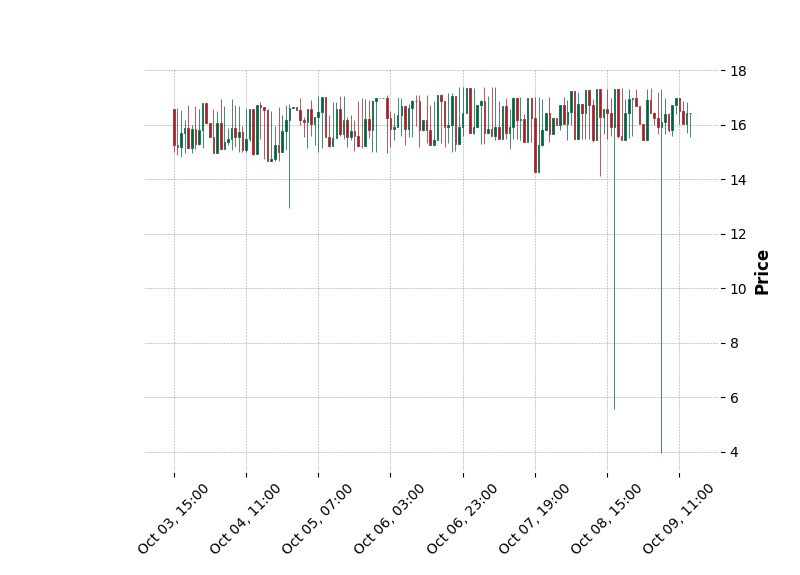 18
16
14
12
10
8
6
4
Price
Oct 03, 15:00
Oct 04, 11:00
Oct 05, 07:00
Oct 06, 03:00
Oct 06, 23:00
Oct 07, 19:00
Oct 08, 15:00
Oct 09, 11:00